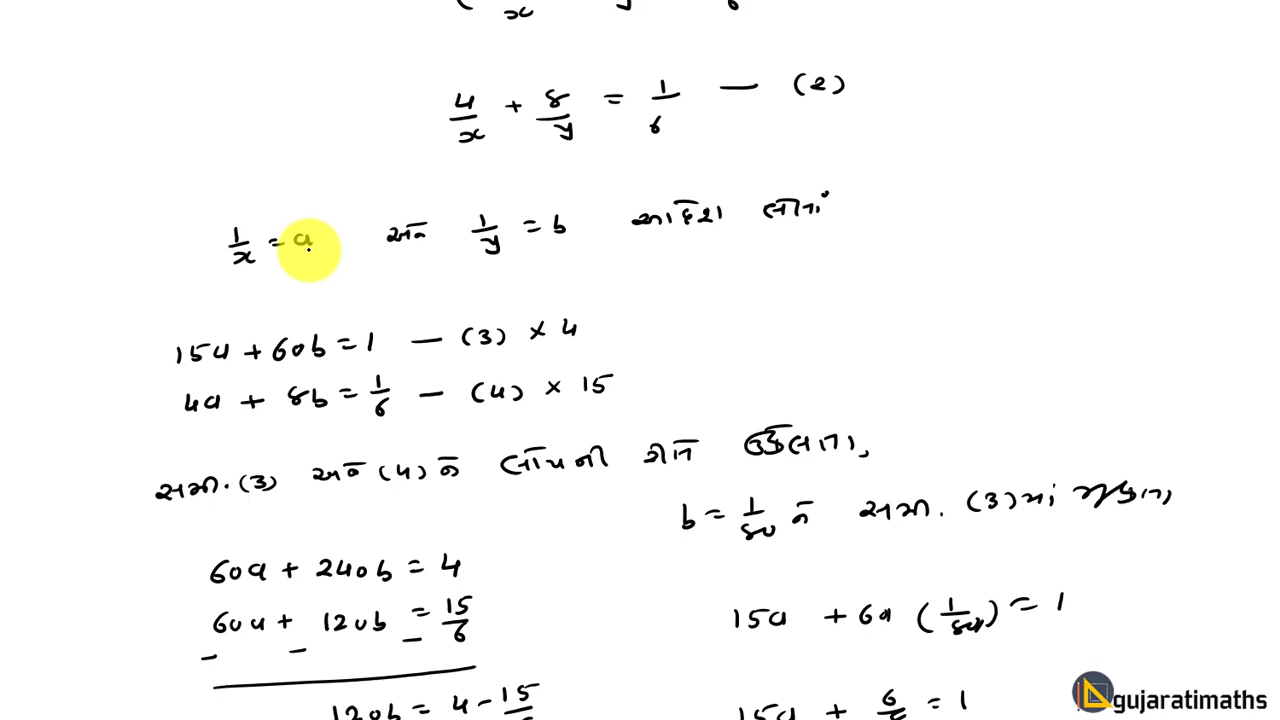 x
4/x + 8/y = 1/6 — (2)
1/x = a અને 1/y = b આદેશ લેતાં
15a + 60b = 1 — (3) × 4
4a + 8b = 1/6 — (4) × 15
સમી.(3) અને (4) ને લોપની રીતે ઉકેલતા,
b = 1/80 ને સમી. (3)માં મૂકતા,
60a + 240b = 4
60a + 120b = 15/6
− − −
15a + 60 (1/80) = 1
120b = 4 - 15/6
15a + 6/8 = 1
gujaratimaths